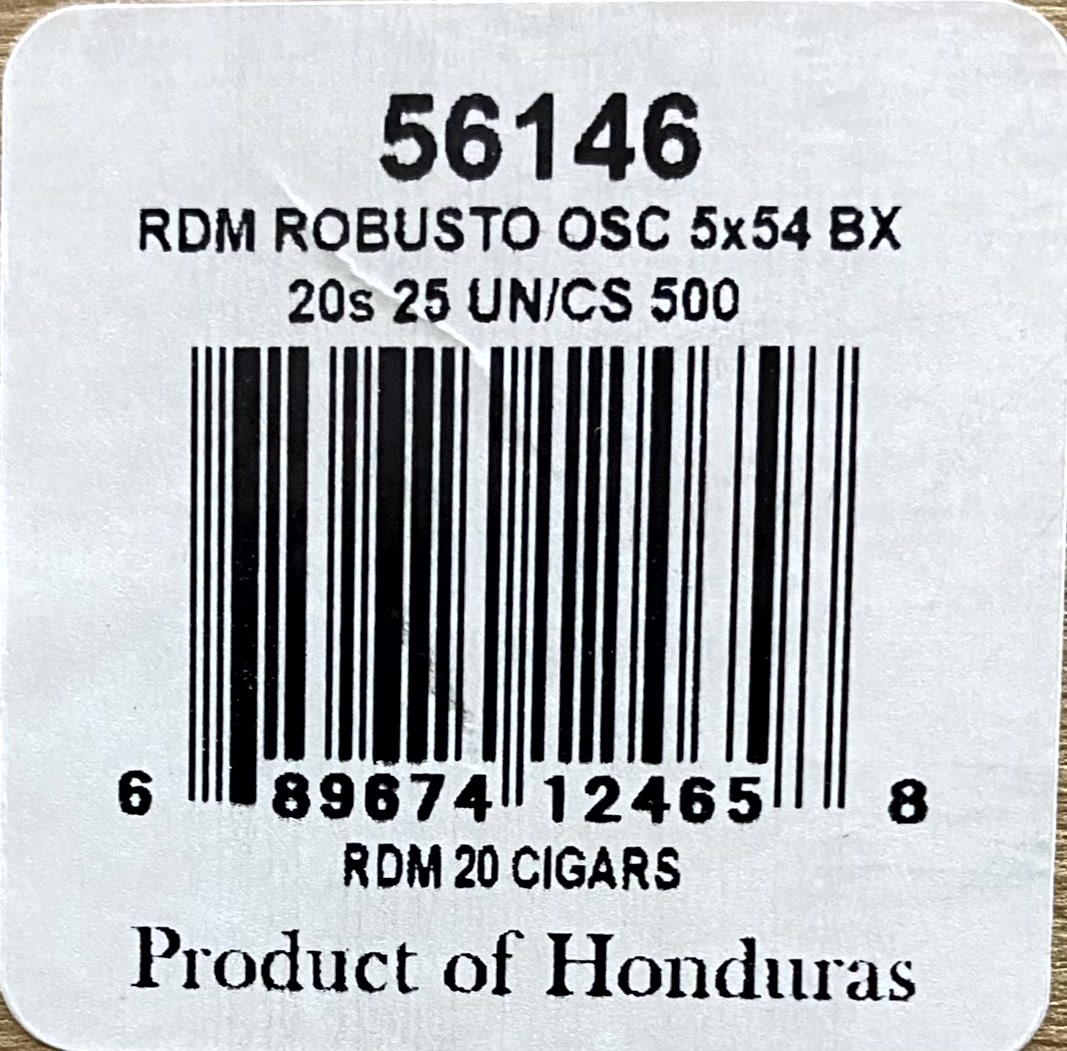 56146
RDM ROBUSTO OSC 5x54 BX
20s 25 UN/CS 500
6 89674 12465 8
RDM 20 CIGARS
Product of Honduras